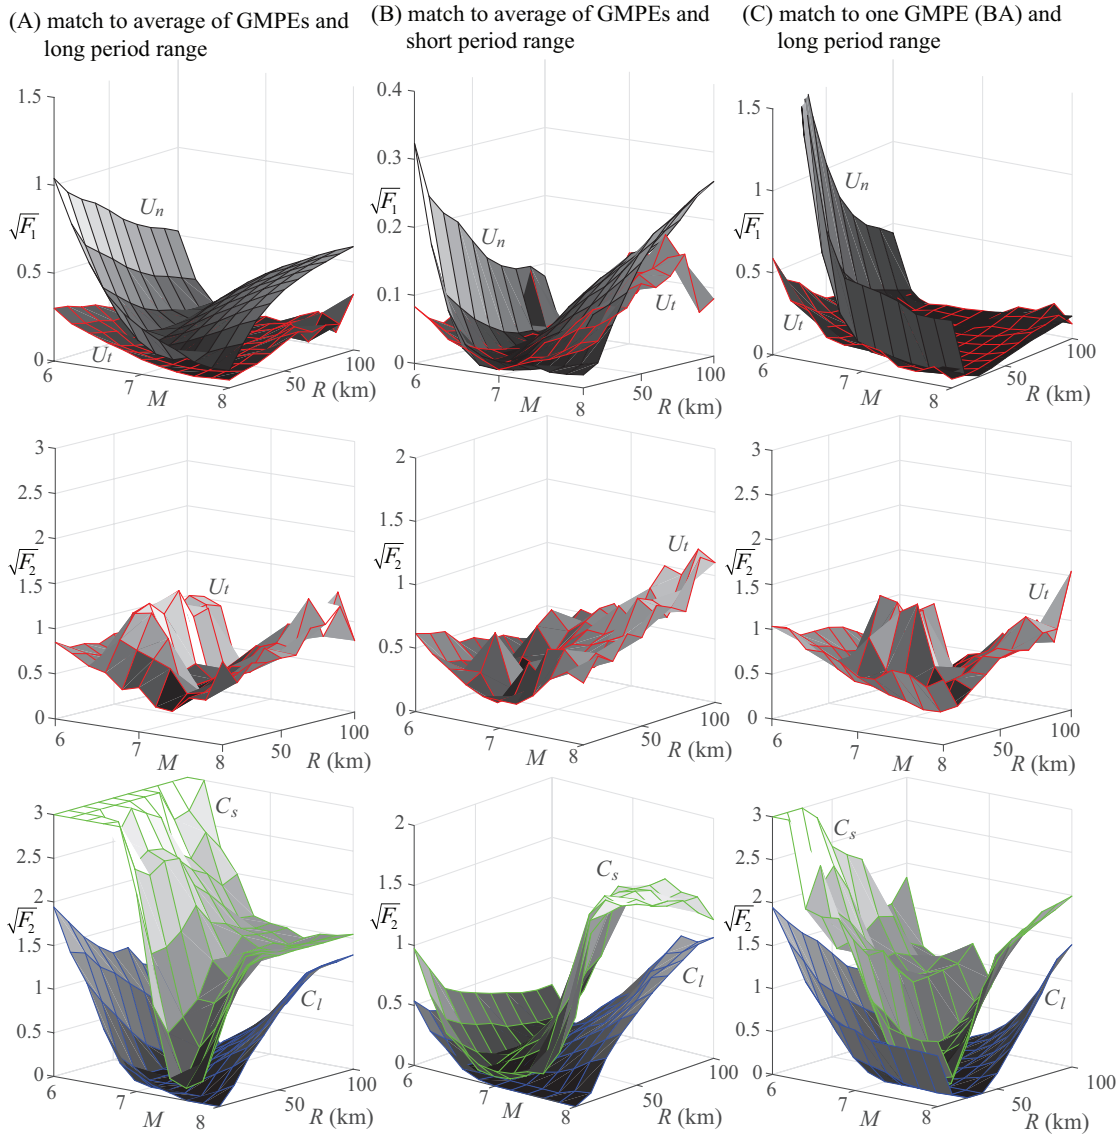 (A) match to average of GMPEs and
long period range
(B) match to average of GMPEs and
short period range
(C) match to one GMPE (BA) and
long period range
1.5
1
√F1
0.5
0
Un
Ut
6
7
8
M
50
100
R (km)
0.4
0.3
√F1
0.2
0.1
0
Un
Ut
6
7
8
M
50
100
R (km)
1.5
1
√F1
0.5
0
Un
Ut
6
7
8
M
50
100
R (km)
3
2.5
2
√F2
1.5
1
0.5
0
Ut
6
7
8
M
50
100
R (km)
2
1.5
√F2
1
0.5
0
Ut
6
7
8
M
50
100
R (km)
3
2.5
2
√F2
1.5
1
0.5
0
Ut
6
7
8
M
50
100
R (km)
3
2.5
2
√F2
1.5
1
0.5
0
Cs
Cl
6
7
8
M
50
100
R (km)
2
1.5
√F2
1
0.5
0
Cs
Cl
6
7
8
M
50
100
R (km)
3
2.5
2
√F2
1.5
1
0.5
0
Cs
Cl
6
7
8
M
50
100
R (km)